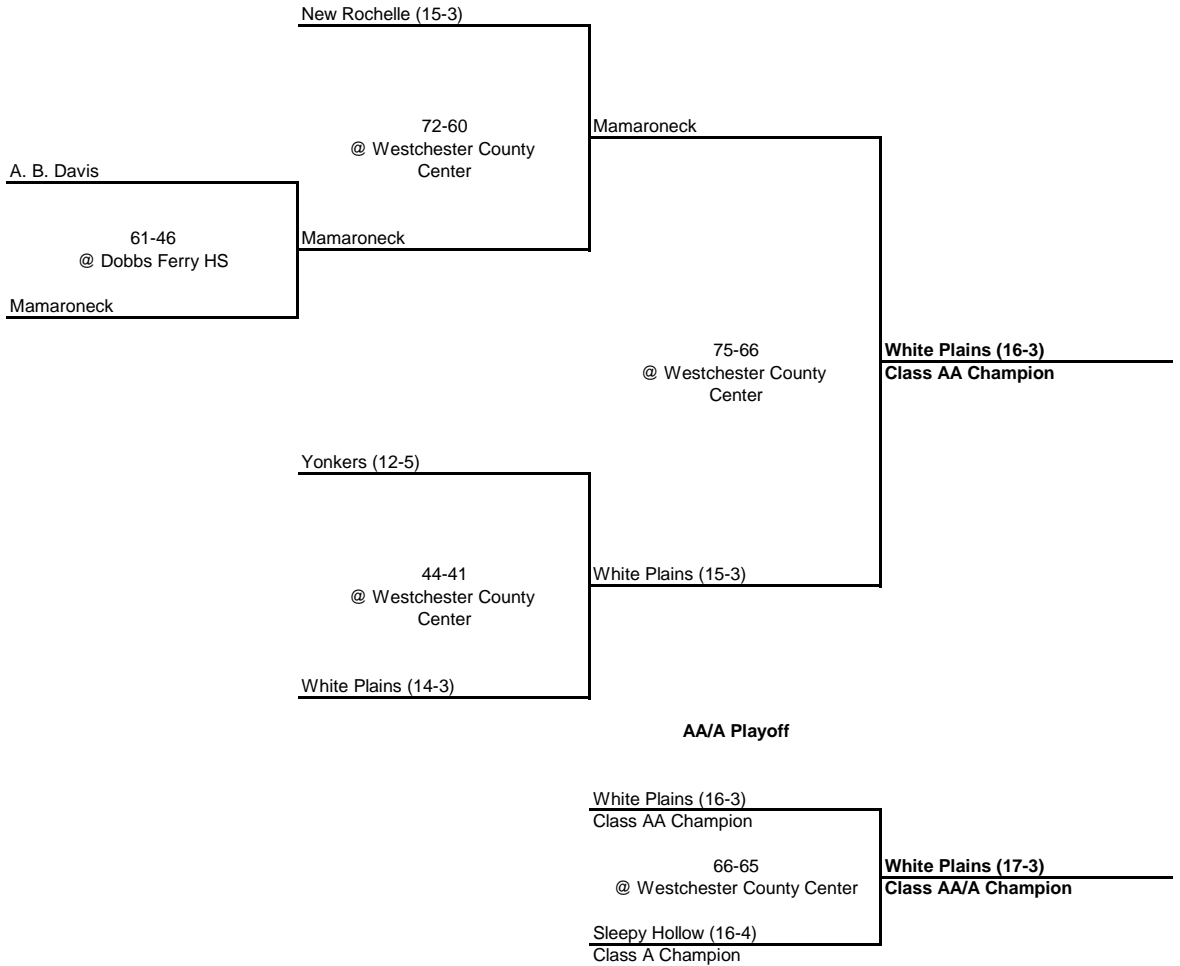 New Rochelle (15-3)
72-60
@ Westchester County
Center
Mamaroneck
A. B. Davis
61-46
@ Dobbs Ferry HS
Mamaroneck
Mamaroneck
75-66
@ Westchester County
Center
White Plains (16-3)
Class AA Champion
Yonkers (12-5)
44-41
@ Westchester County
Center
White Plains (15-3)
White Plains (14-3)
AA/A Playoff
White Plains (16-3)
Class AA Champion
66-65
@ Westchester County Center
White Plains (17-3)
Class AA/A Champion
Sleepy Hollow (16-4)
Class A Champion